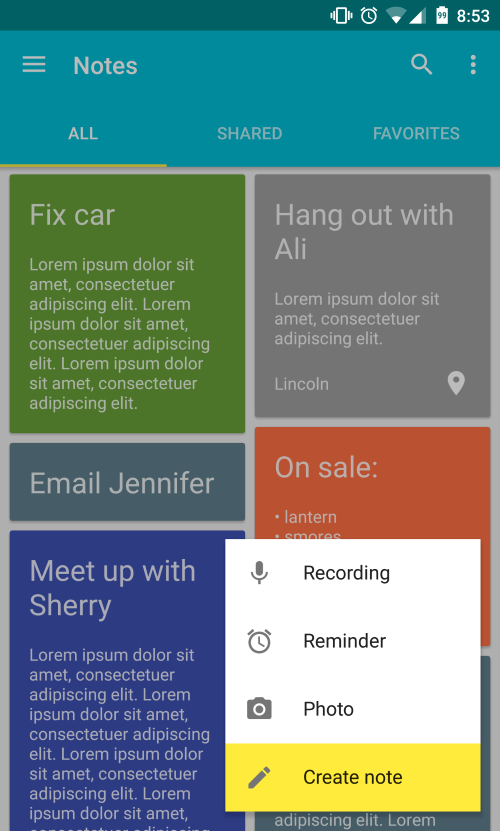 99 8:53
Notes
ALL SHARED FAVORITES
Fix car
Lorem ipsum dolor sit
amet, consectetuer
adipiscing elit. Lorem
ipsum dolor sit amet,
consectetuer adipiscing
elit. Lorem ipsum dolor
sit amet, consectetuer
adipiscing elit.
Hang out with
Ali
Lorem ipsum dolor sit
amet, consectetuer
adipiscing elit.
Lincoln
Email Jennifer
On sale:
• lantern
• smores
Meet up with
Sherry
Lorem ipsum dolor sit
amet, consectetuer
adipiscing elit. Lorem
ipsum dolor sit amet,
consectetuer adipiscing
elit. Lorem ipsum dolor
sit amet, consectetuer
adipiscing elit. Lorem
ipsum dolor sit amet,
Recording
Reminder
Photo
Create note
adipiscing elit. Lorem